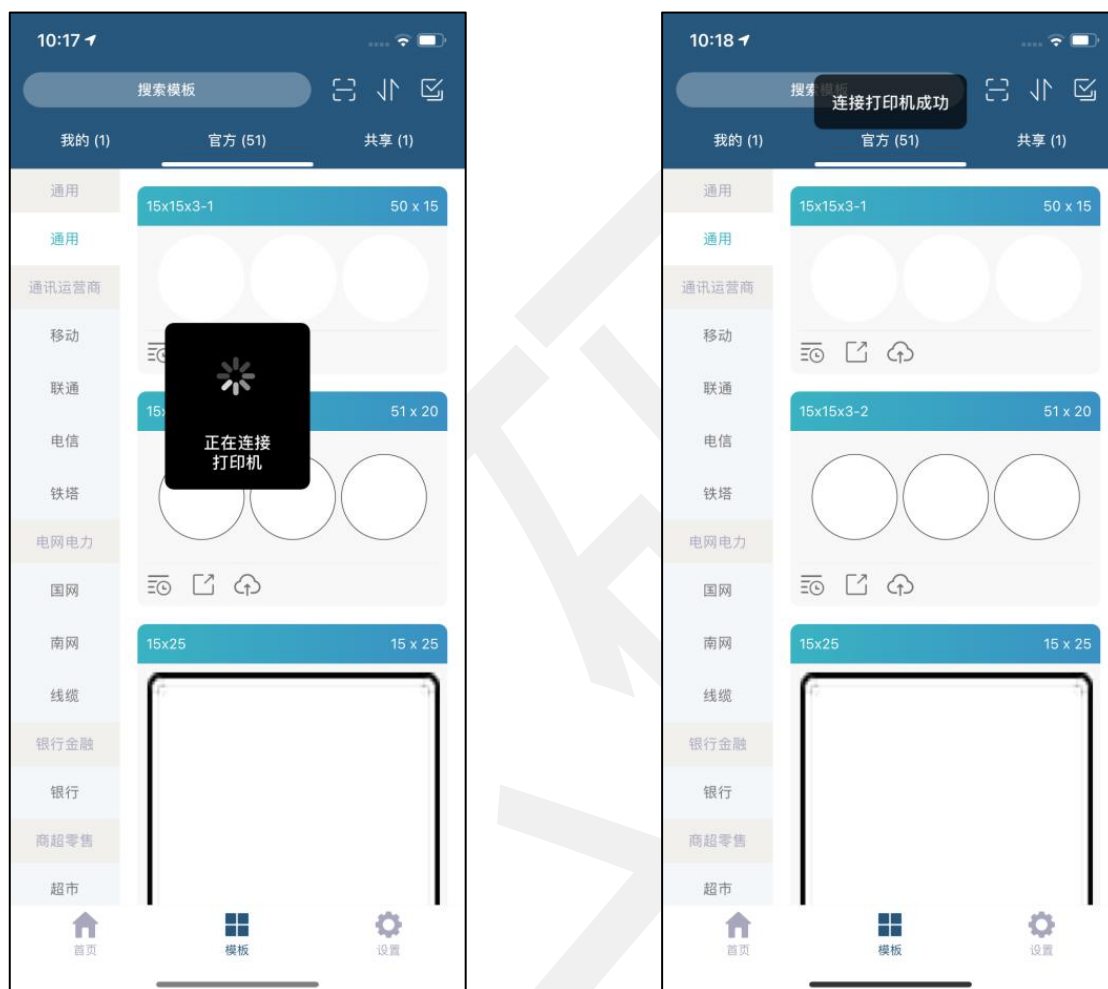 10:17
搜索模板
我的 (1)
官方 (51)
共享 (1)
通用
通用
通讯运营商
移动
联通
电信
铁塔
电网电力
国网
南网
线缆
银行金融
银行
商超零售
超市
15x15x3-1
50 x 15
正在连接
打印机
15
51 x 20
15x25
15 x 25
首页
模板
设置
10:18
搜索模板
连接打印机成功
我的 (1)
官方 (51)
共享 (1)
通用
通用
通讯运营商
移动
联通
电信
铁塔
电网电力
国网
南网
线缆
银行金融
银行
商超零售
超市
15x15x3-1
50 x 15
15x15x3-2
51 x 20
15x25
15 x 25
首页
模板
设置